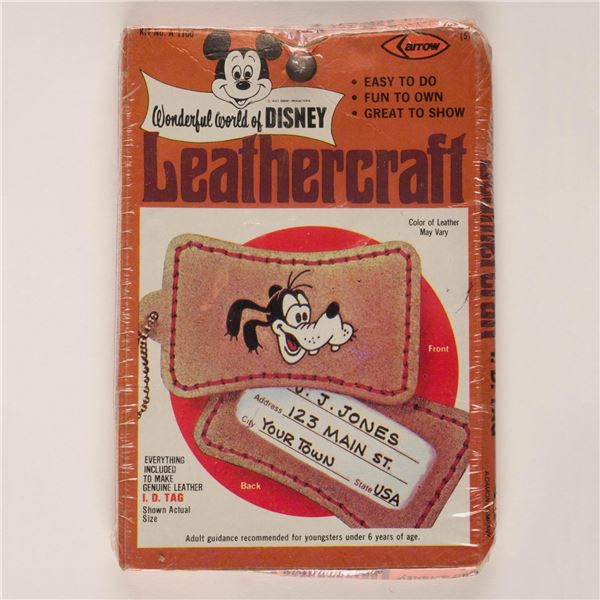 KIT No. A 1100
arrow
• EASY TO DO
• FUN TO OWN
• GREAT TO SHOW
Wonderful World of DISNEY
Leathercraft
Color of Leather
May Vary
Front
J. J. JONES
Address 123 MAIN ST.
City YOUR TOWN
State USA
Back
EVERYTHING
INCLUDED
TO MAKE
GENUINE LEATHER
I. D. TAG
Shown Actual
Size
Adult guidance recommended for youngsters under 6 years of age.
I. D. TAG